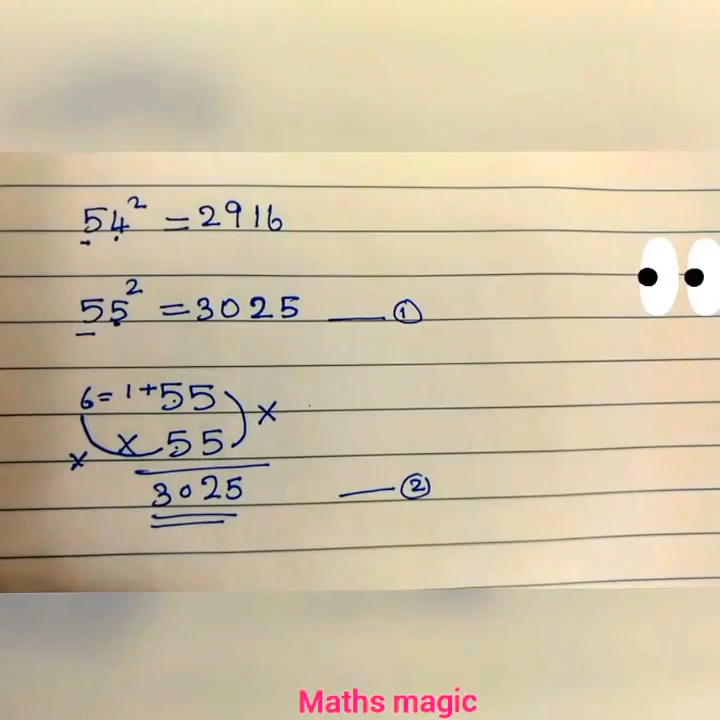 54² = 2916
55² = 3025 —— ①
6 = 1+55 ×
× × 55
3025 —— ②
Maths magic